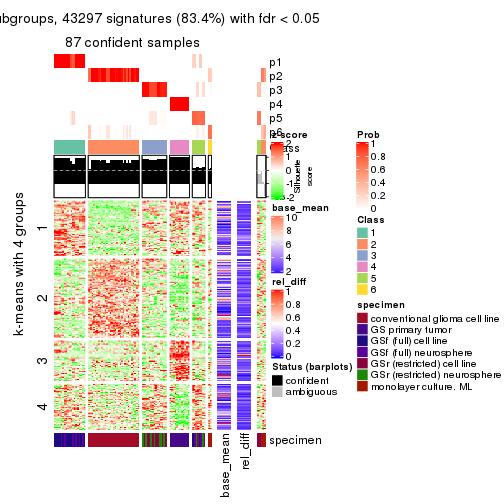 ubgroups, 43297 signatures (83.4%) with fdr < 0.05
87 confident samples
p1
p2
p3
p4
p5
p6
Class
Silhouette
score
k-means with 4 groups
1
2
3
4
specimen
base_mean
rel_diff
z-score
2
1
0
-1
-2
base_mean
10
8
6
4
2
rel_diff
1
0.8
0.6
0.4
0.2
0
Status (barplots)
confident
ambiguous
Prob
1
0.8
0.6
0.4
0.2
0
Class
1
2
3
4
5
6
specimen
conventional glioma cell line
GS primary tumor
GSf (full) cell line
GSf (full) neurosphere
GSr (restricted) cell line
GSr (restricted) neurosphere
monolayer culture. ML